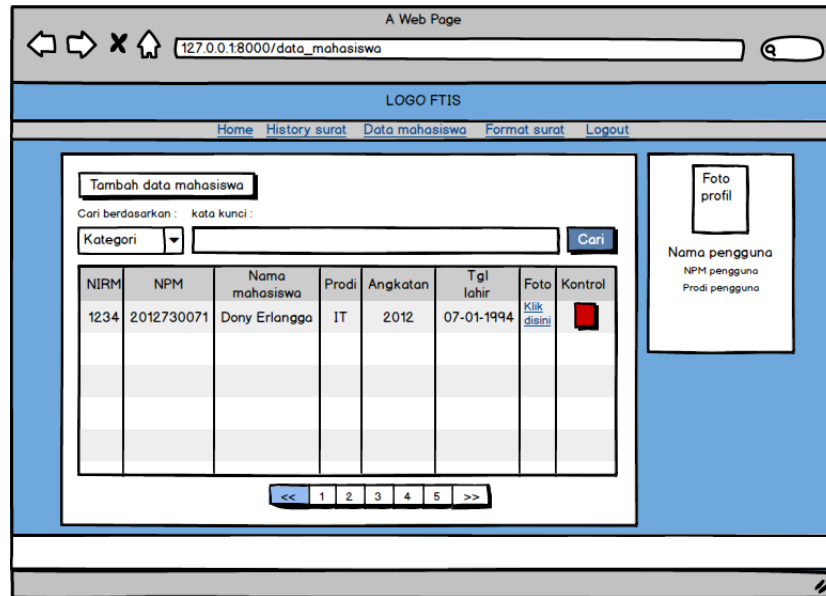 A Web Page
127.0.0.1:8000/data_mahasiswa
LOGO FTIS
Home History surat Data mahasiswa Format surat Logout
Tambah data mahasiswa
Cari berdasarkan : kata kunci :
Kategori Cari
NIRM NPM Nama mahasiswa Prodi Angkatan Tgl lahir Foto Kontrol
1234 2012730071 Dony Erlangga IT 2012 07-01-1994 Klik disini
<< 1 2 3 4 5 >>
Foto
profil
Nama pengguna
NPM pengguna
Prodi pengguna